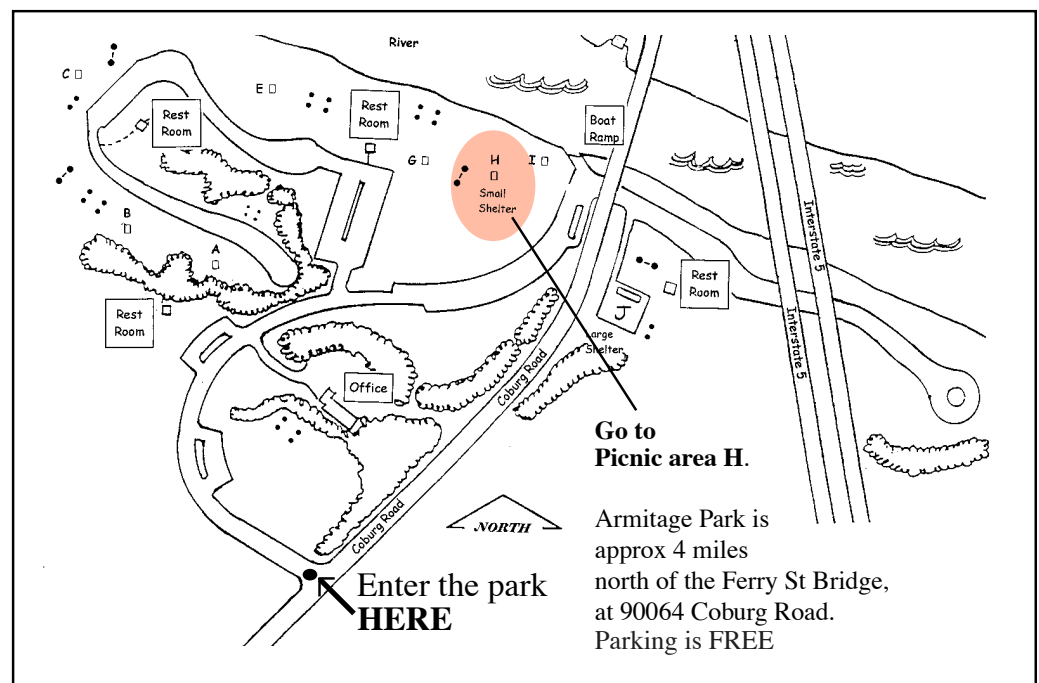 River
C
E
Rest
Room
Rest
Room
Boat
Ramp
G
H
I
Small
Shelter
B
A
Interstate 5
Rest
Room
Rest
Room
J
arge
Shelter
Interstate 5
Office
Coburg Road
Go to
Picnic area H.
NORTH
Coburg Road
Armitage Park is
approx 4 miles
north of the Ferry St Bridge,
at 90064 Coburg Road.
Parking is FREE
Enter the park
HERE